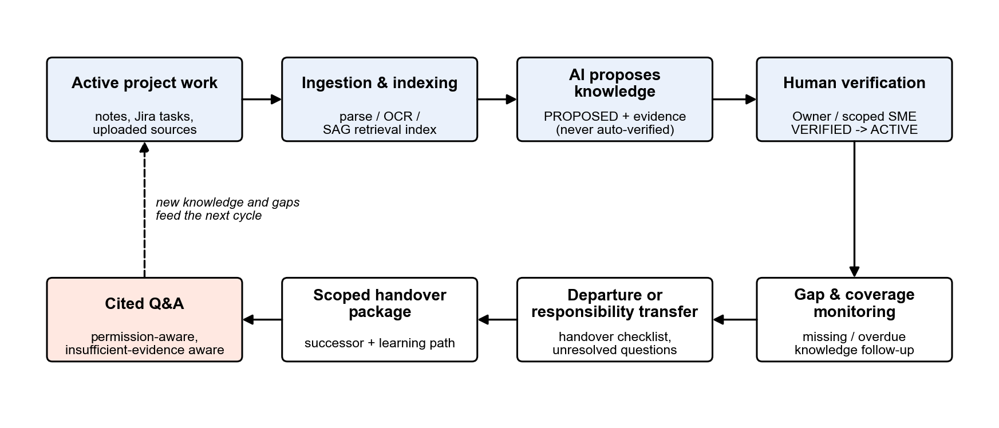 Active project work
notes, Jira tasks,
uploaded sources
Ingestion & indexing
parse / OCR /
SAG retrieval index
AI proposes
knowledge
PROPOSED + evidence
(never auto-verified)
Human verification
Owner / scoped SME
VERIFIED -> ACTIVE
new knowledge and gaps
feed the next cycle
Cited Q&A
permission-aware,
insufficient-evidence aware
Scoped handover
package
successor + learning path
Departure or
responsibility transfer
handover checklist,
unresolved questions
Gap & coverage
monitoring
missing / overdue
knowledge follow-up